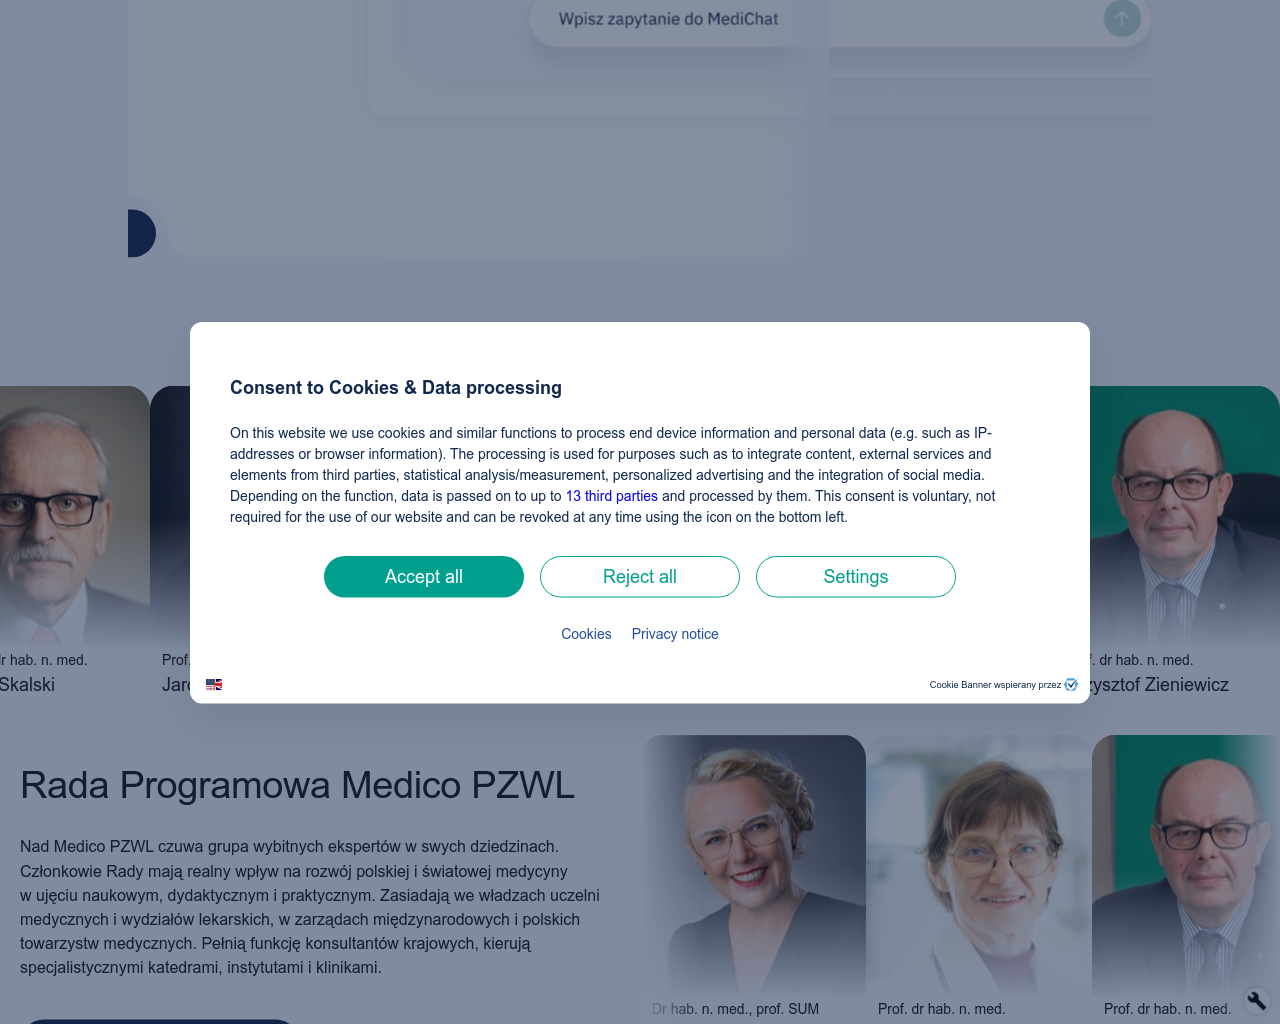 Wpisz zapytanie do MediChat
Consent to Cookies & Data processing
On this website we use cookies and similar functions to process end device information and personal data (e.g. such as IP-
addresses or browser information). The processing is used for purposes such as to integrate content, external services and
elements from third parties, statistical analysis/measurement, personalized advertising and the integration of social media.
Depending on the function, data is passed on to up to 13 third parties and processed by them. This consent is voluntary, not
required for the use of our website and can be revoked at any time using the icon on the bottom left.
Accept all
Reject all
Settings
Cookies
Privacy notice
Cookie Banner wspierany przez
dr hab. n. med.
Skalski
Prof.
dr hab. n. med.
Zieniewicz
Rada Programowa Medico PZWL
Nad Medico PZWL czuwa grupa wybitnych ekspertów w swych dziedzinach.
Członkowie Rady mają realny wpływ na rozwój polskiej i światowej medycyny
w ujęciu naukowym, dydaktycznym i praktycznym. Zasiadają we władzach uczelni
medycznych i wydziałów lekarskich, w zarządach międzynarodowych i polskich
towarzystw medycznych. Pełnią funkcję konsultantów krajowych, kierują
specjalistycznymi katedrami, instytutami i klinikami.
Dr hab. n. med., prof. SUM
Prof. dr hab. n. med.
Prof. dr hab. n. med.